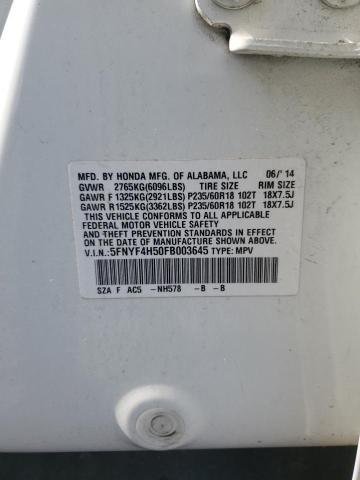 MFD. BY HONDA MFG. OF ALABAMA, LLC 06/'14
GVWR 2765KG(6096LBS) TIRE SIZE RIM SIZE
GAWR F 1325KG(2921LBS) P235/60R18 102T 18X7.5J
GAWR R 1525KG(3362LBS) P235/60R18 102T 18X7.5J
THIS VEHICLE CONFORMS TO ALL APPLICABLE
FEDERAL MOTOR VEHICLE SAFETY AND
THEFT PREVENTION STANDARDS IN EFFECT ON
THE DATE OF MANUFACTURE SHOWN ABOVE.
V.I.N.: 5FNYF4H50FB003645 TYPE: MPV
SZA F AC5 -NH578 -B -B